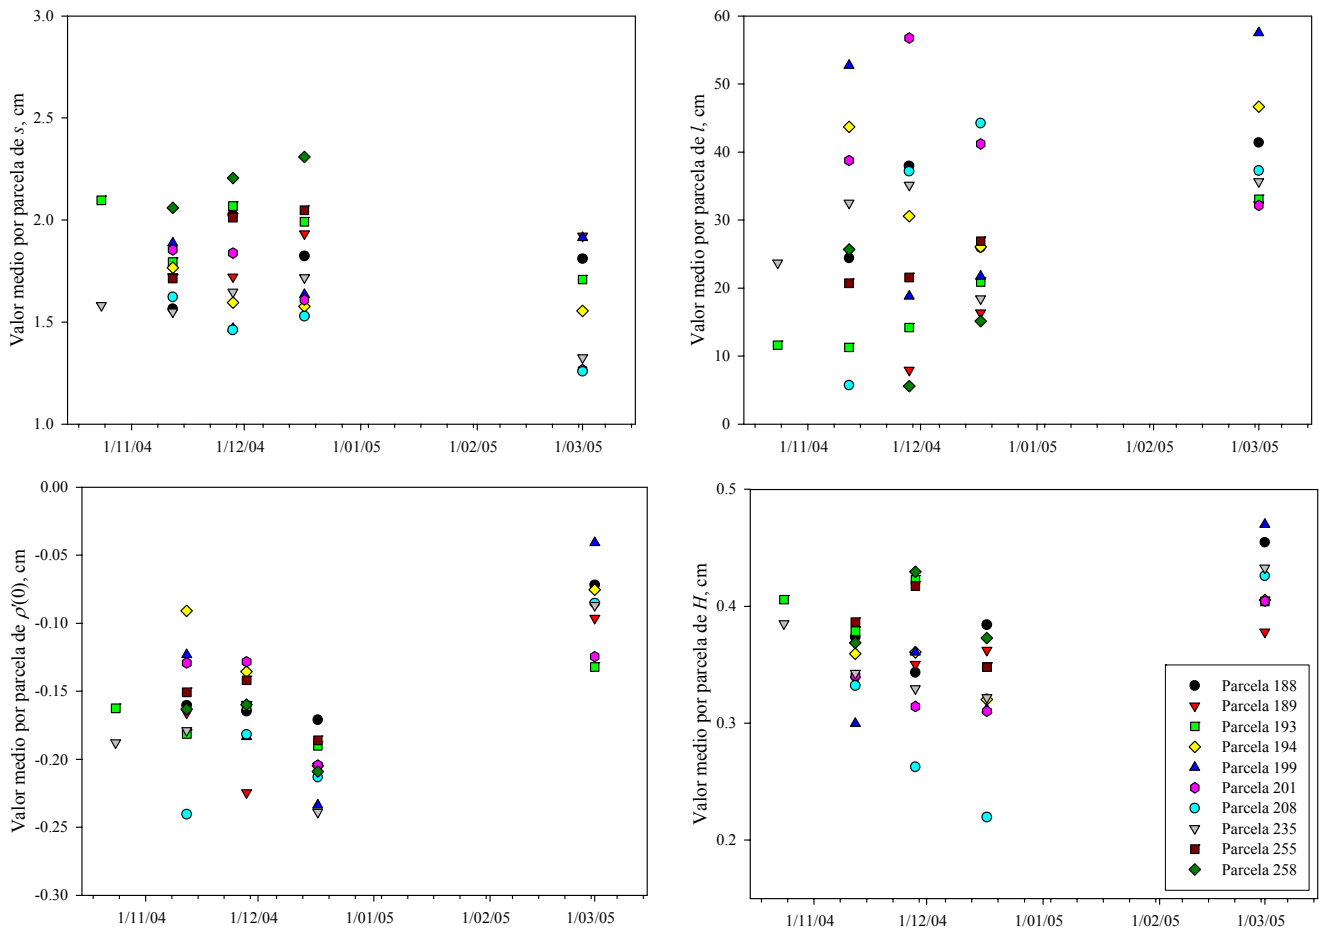 Valor medio por parcela de s, cm
3.0
2.5
2.0
1.5
1.0
1/11/04 1/12/04 1/01/05 1/02/05 1/03/05
Valor medio por parcela de l, cm
60
50
40
30
20
10
0
1/11/04 1/12/04 1/01/05 1/02/05 1/03/05
Valor medio por parcela de ρ′(0), cm
0.00
-0.05
-0.10
-0.15
-0.20
-0.25
-0.30
1/11/04 1/12/04 1/01/05 1/02/05 1/03/05
Valor medio por parcela de H, cm
0.5
0.4
0.3
0.2
1/11/04 1/12/04 1/01/05 1/02/05 1/03/05
Parcela 188
Parcela 189
Parcela 193
Parcela 194
Parcela 199
Parcela 201
Parcela 208
Parcela 235
Parcela 255
Parcela 258